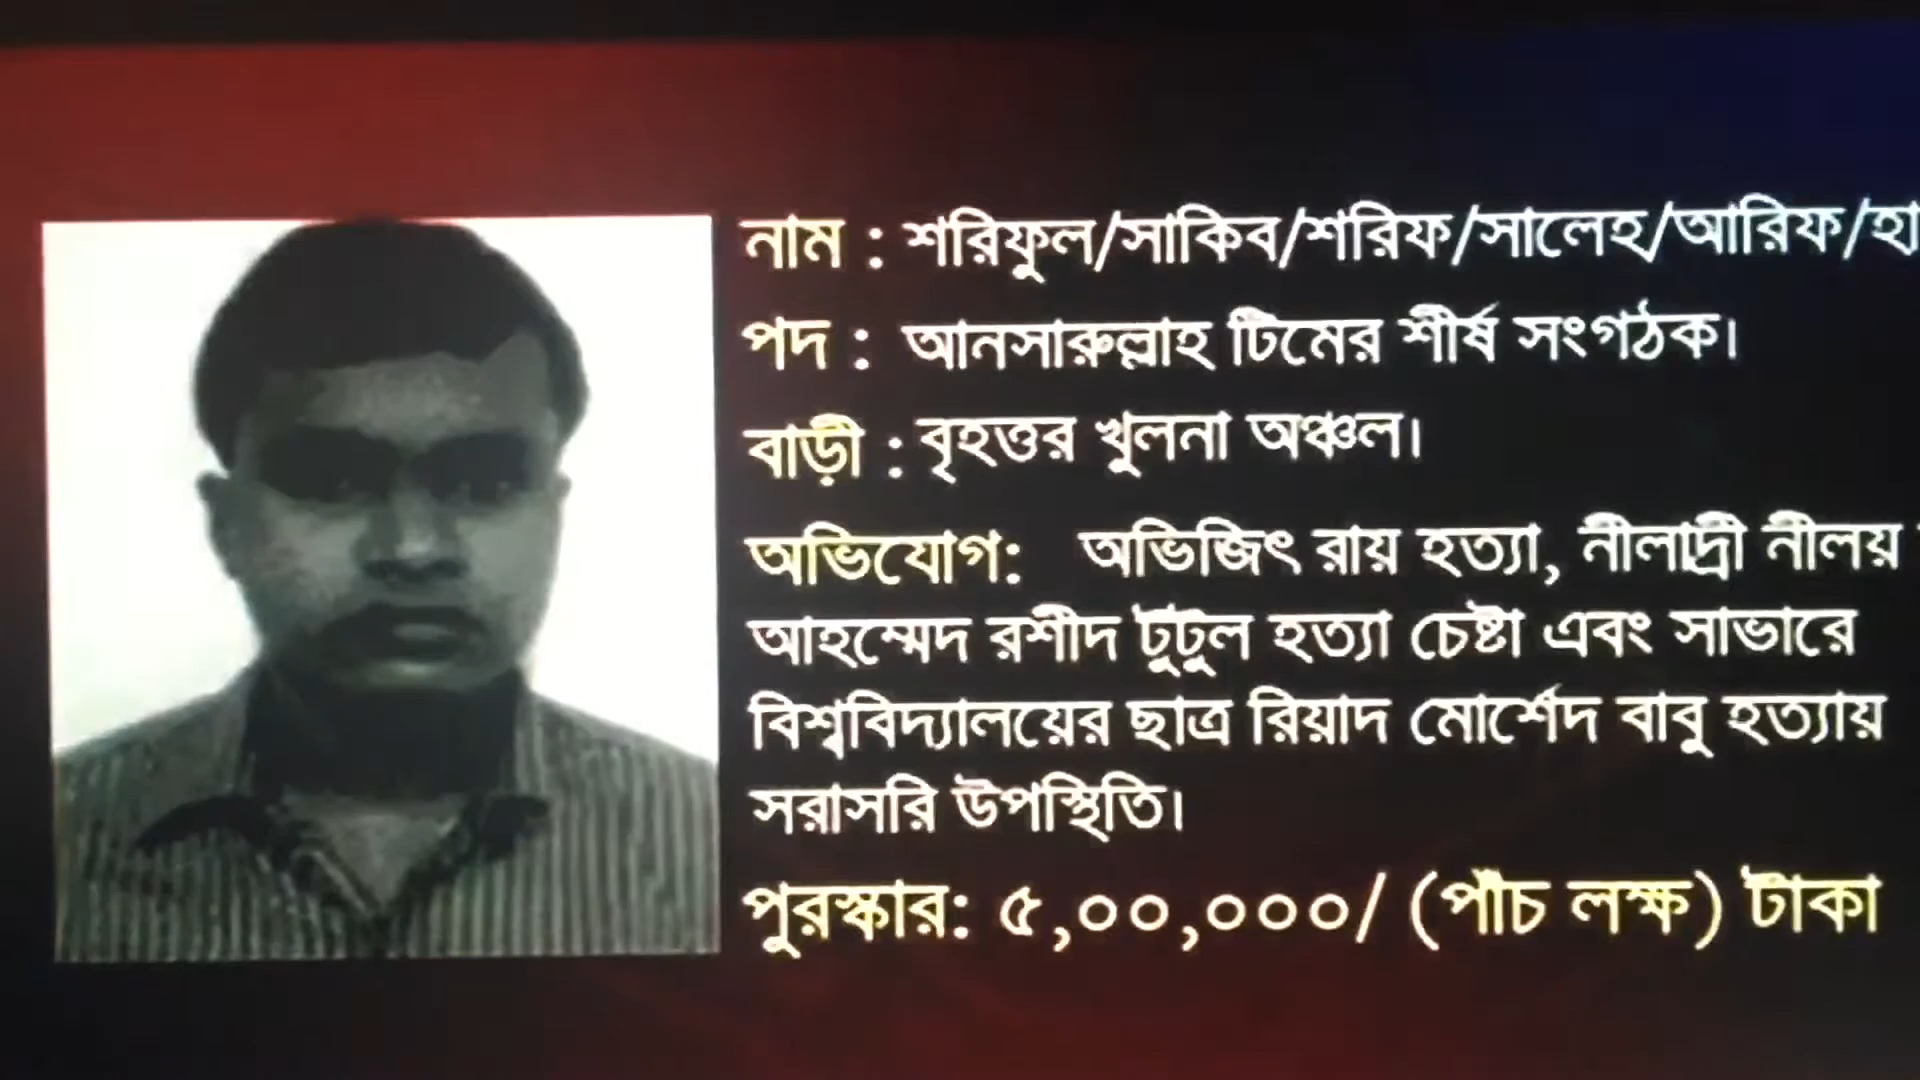 নাম : শরিফুল/সাকিব/শরিফ/সালেহ/আরিফ/হা
পদ : আনসারুল্লাহ টিমের শীর্ষ সংগঠক।
বাড়ী : বৃহত্তর খুলনা অঞ্চল।
অভিযোগ: অভিজিৎ রায় হত্যা, নীলাদ্রী নীলয়
আহম্মেদ রশীদ টুটুল হত্যা চেষ্টা এবং সাভারে
বিশ্ববিদ্যালয়ের ছাত্র রিয়াদ মোর্শেদ বাবু হত্যায়
সরাসরি উপস্থিতি।
পুরস্কার: ৫,০০,০০০/ (পাঁচ লক্ষ) টাকা